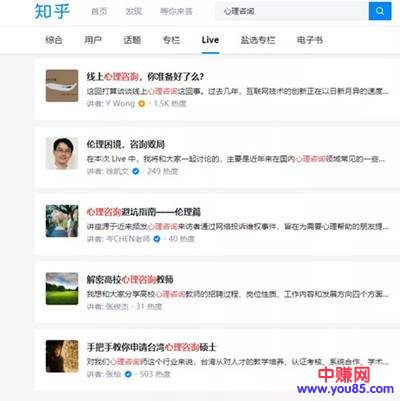 知乎 首页 发现 等你来答 心理咨询
综合 用户 话题 专栏 Live 盐选专栏 电子书
线上心理咨询，你准备好了么？
这回打算谈谈线上心理咨询这回事。过去几年，互联网技术的创新正在以日新月异的速度...
讲者: Y Wong · 1.5K 热度
伦理困境，咨询败局
在本次 Live 中，我将和大家一起讨论的，主要是近年来在国内心理咨询领域常见的一些...
讲者: 徐凯文 · 249 热度
心理咨询避坑指南——伦理篇
讲座源于近来频发心理咨询来访者通过网络投诉维权事件，旨在为需要心理帮助的朋友提...
讲者: 岑CHEN老师 · 40 热度
解密高校心理咨询教师
我想和大家分享高校心理咨询教师的招聘过程、岗位性质、工作内容和发展方向四个方面...
讲者: 张俊杰 · 31 热度
手把手教你申请台湾心理咨询硕士
对我们心理咨询师这个行业来说，台湾从对人才的教学培养、认证考核、系统合作、学术...
讲者: 张怡 · 503 热度
中赚网
www.you85.com